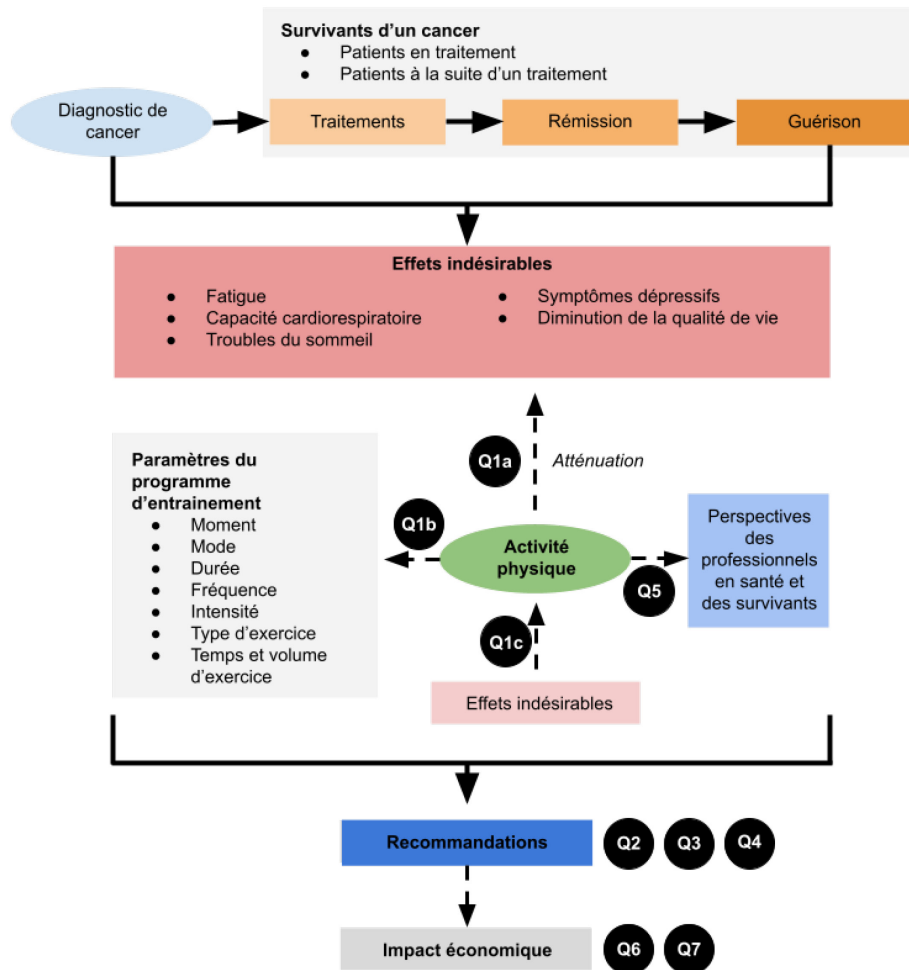 Survivants d'un cancer
● Patients en traitement
● Patients à la suite d'un traitement
Diagnostic de
cancer
Traitements
Rémission
Guérison
Effets indésirables
● Fatigue
● Capacité cardiorespiratoire
● Troubles du sommeil
● Symptômes dépressifs
● Diminution de la qualité de vie
Q1a
Atténuation
Paramètres du
programme
d'entrainement
● Moment
● Mode
● Durée
● Fréquence
● Intensité
● Type d'exercice
● Temps et volume
d'exercice
Q1b
Activité
physique
Q5
Perspectives
des
professionnels
en santé et
des survivants
Q1c
Effets indésirables
Recommandations
Q2
Q3
Q4
Impact économique
Q6
Q7